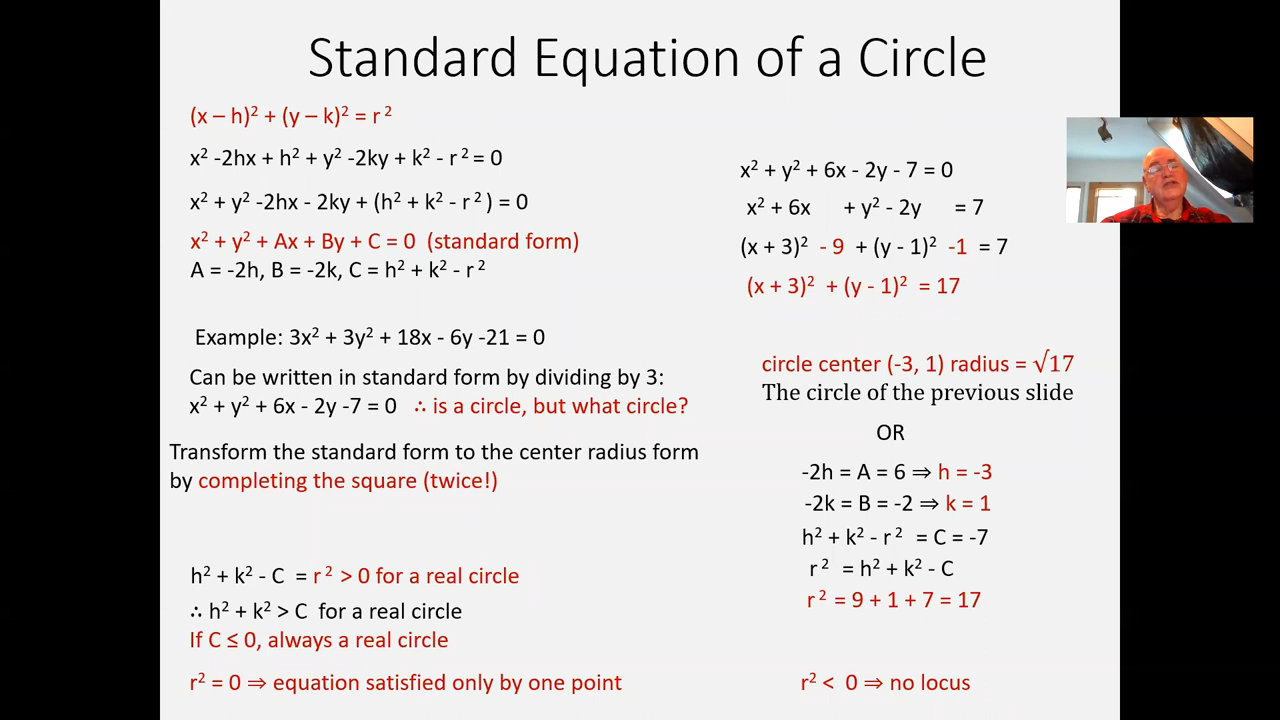 Standard Equation of a Circle
(x – h)² + (y – k)² = r ²
x² -2hx + h² + y² -2ky + k² - r ² = 0
x² + y² -2hx - 2ky + (h² + k² - r ² ) = 0
x² + y² + Ax + By + C = 0 (standard form)
A = -2h, B = -2k, C = h² + k² - r ²
Example: 3x² + 3y² + 18x - 6y -21 = 0
Can be written in standard form by dividing by 3:
x² + y² + 6x - 2y -7 = 0 ∴ is a circle, but what circle?
Transform the standard form to the center radius form
by completing the square (twice!)
h² + k² - C = r ² > 0 for a real circle
∴ h² + k² > C for a real circle
If C ≤ 0, always a real circle
r² = 0 ⇒ equation satisfied only by one point
x² + y² + 6x - 2y - 7 = 0
x² + 6x + y² - 2y = 7
(x + 3)² - 9 + (y - 1)² -1 = 7
(x + 3)² + (y - 1)² = 17
circle center (-3, 1) radius = √17
The circle of the previous slide
OR
-2h = A = 6 ⇒ h = -3
-2k = B = -2 ⇒ k = 1
h² + k² - r ² = C = -7
r ² = h² + k² - C
r ² = 9 + 1 + 7 = 17
r² < 0 ⇒ no locus